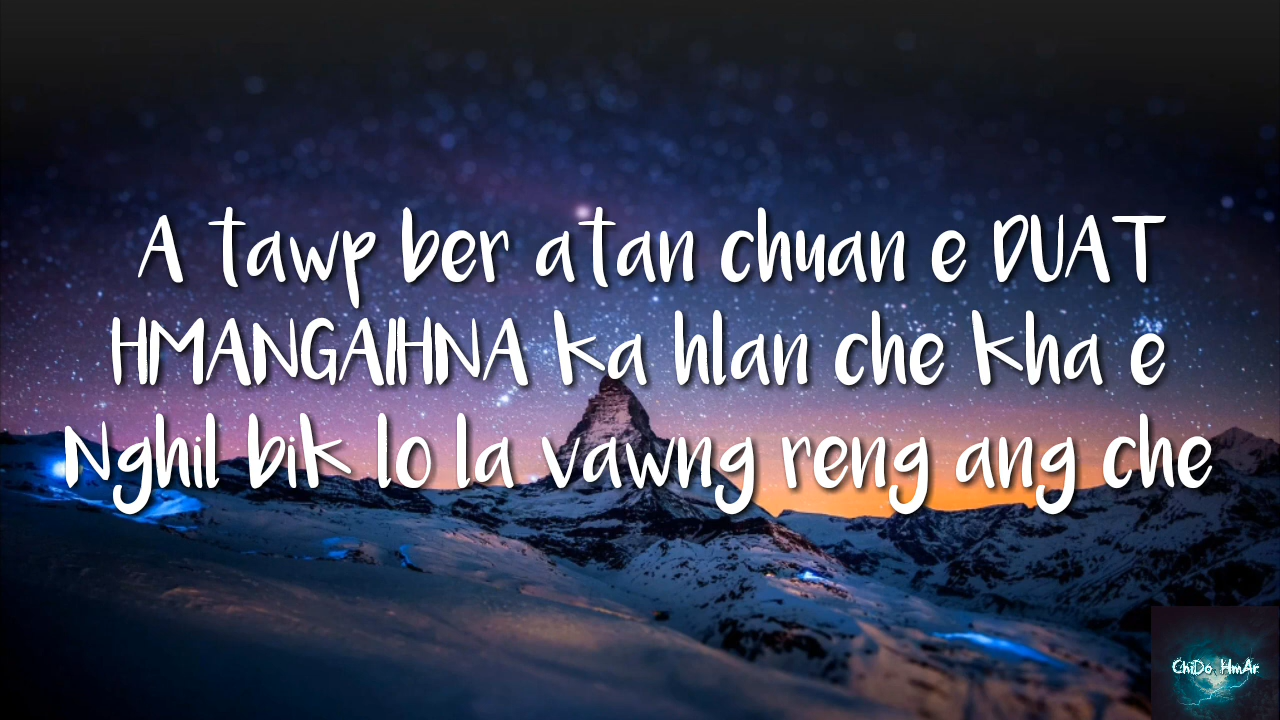 A tawp ber atan chuan e DUAT
HMANGAIHNA ka hlan che kha e
Nghil bik lo la vawng reng ang che
ChiDo HmAr